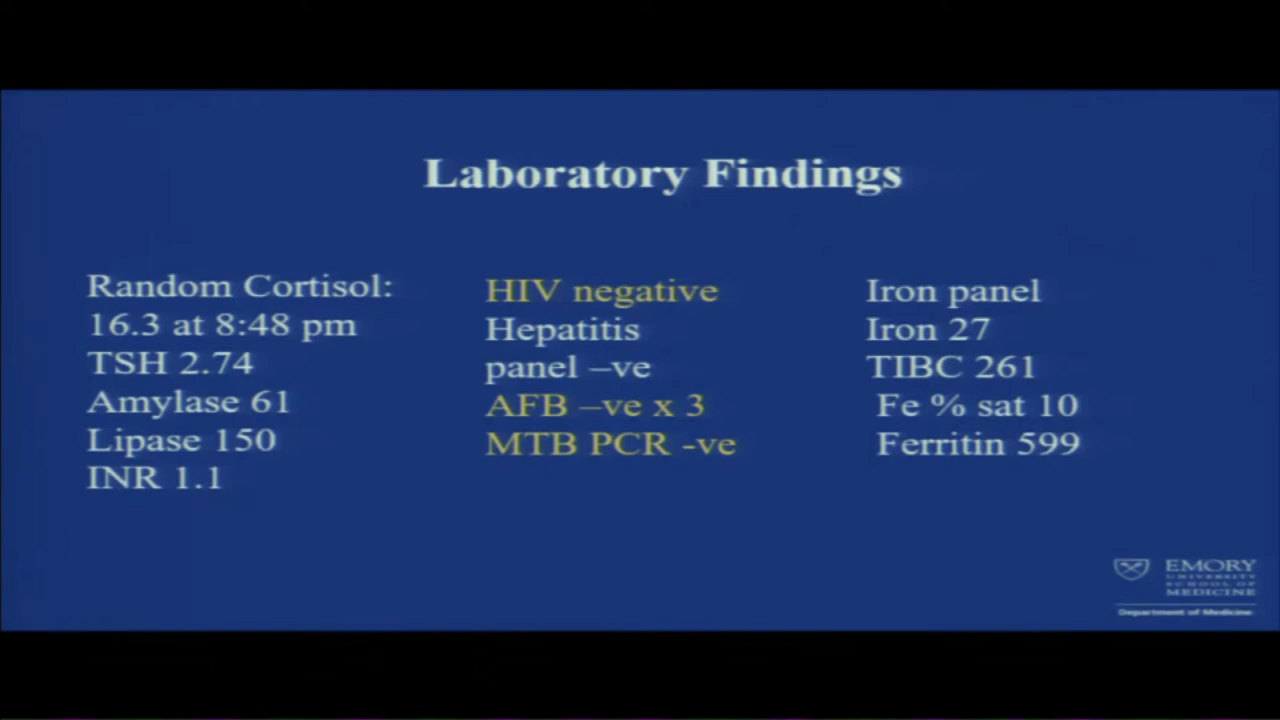 Laboratory Findings
Random Cortisol:
16.3 at 8:48 pm
TSH 2.74
Amylase 61
Lipase 150
INR 1.1
HIV negative
Hepatitis
panel –ve
AFB –ve x 3
MTB PCR -ve
Iron panel
Iron 27
TIBC 261
Fe % sat 10
Ferritin 599
EMORY
UNIVERSITY
SCHOOL OF
MEDICINE
Department of Medicine